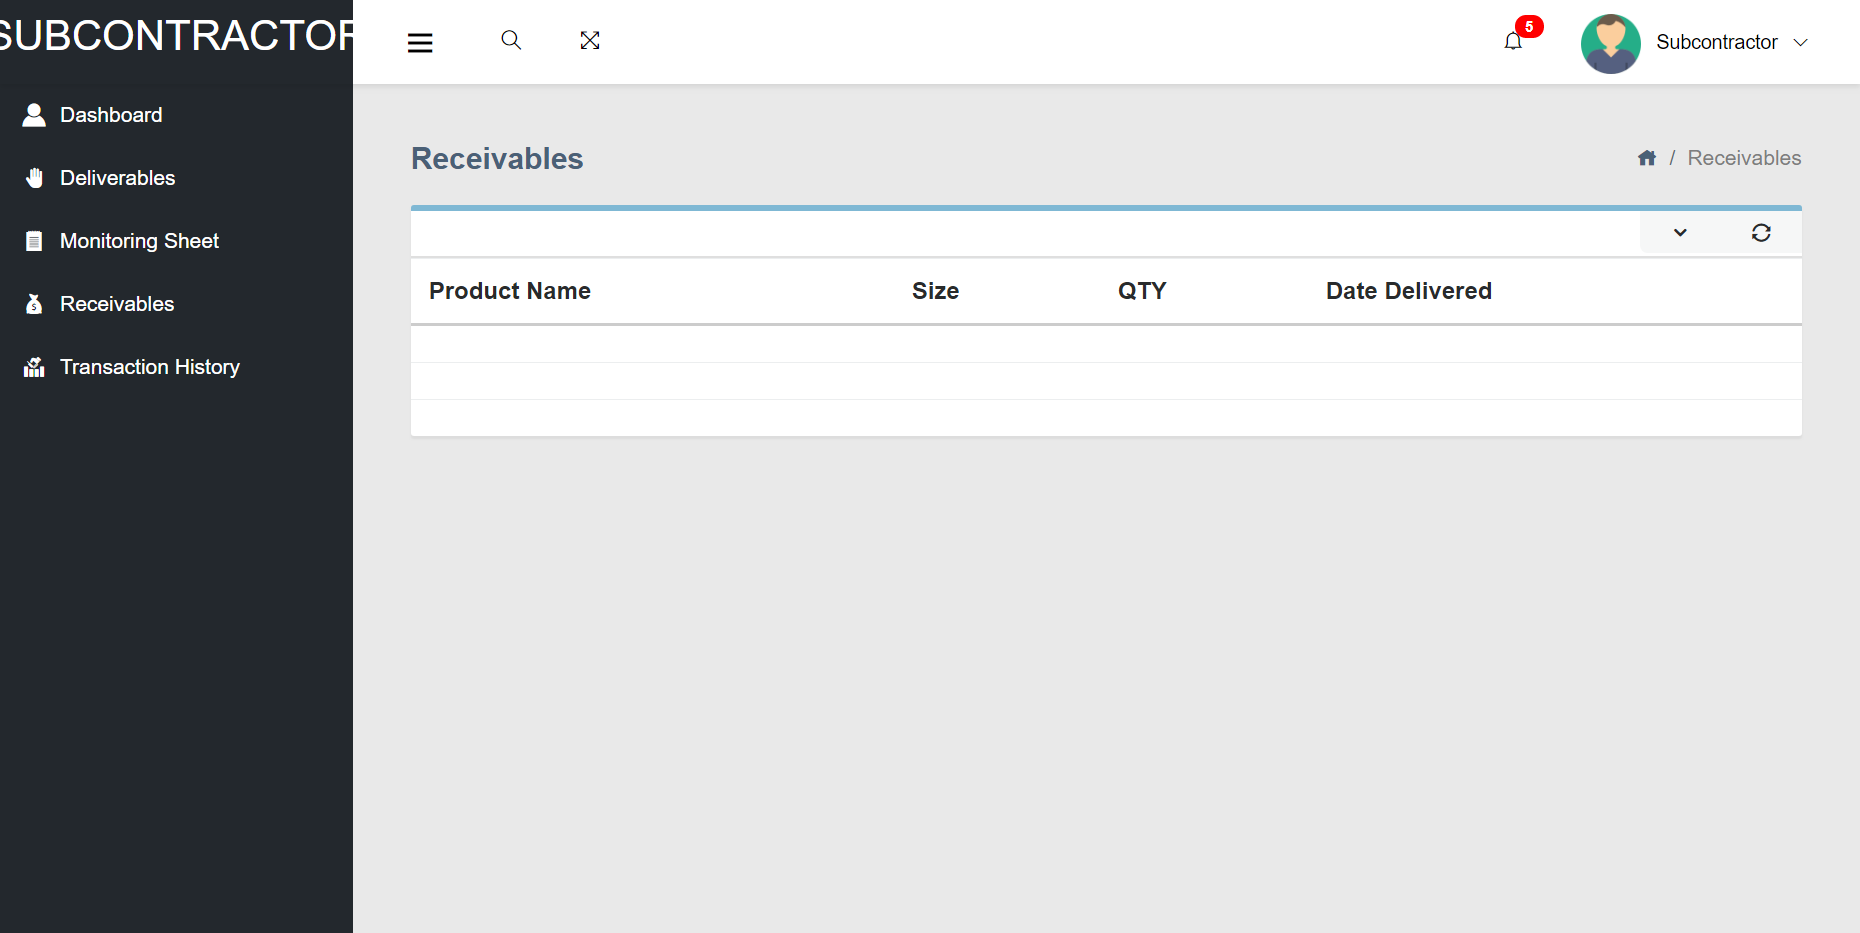 SUBCONTRACTOR
5
Subcontractor
Dashboard
Deliverables
Monitoring Sheet
Receivables
Transaction History
Receivables
/ Receivables
Product Name Size QTY Date Delivered